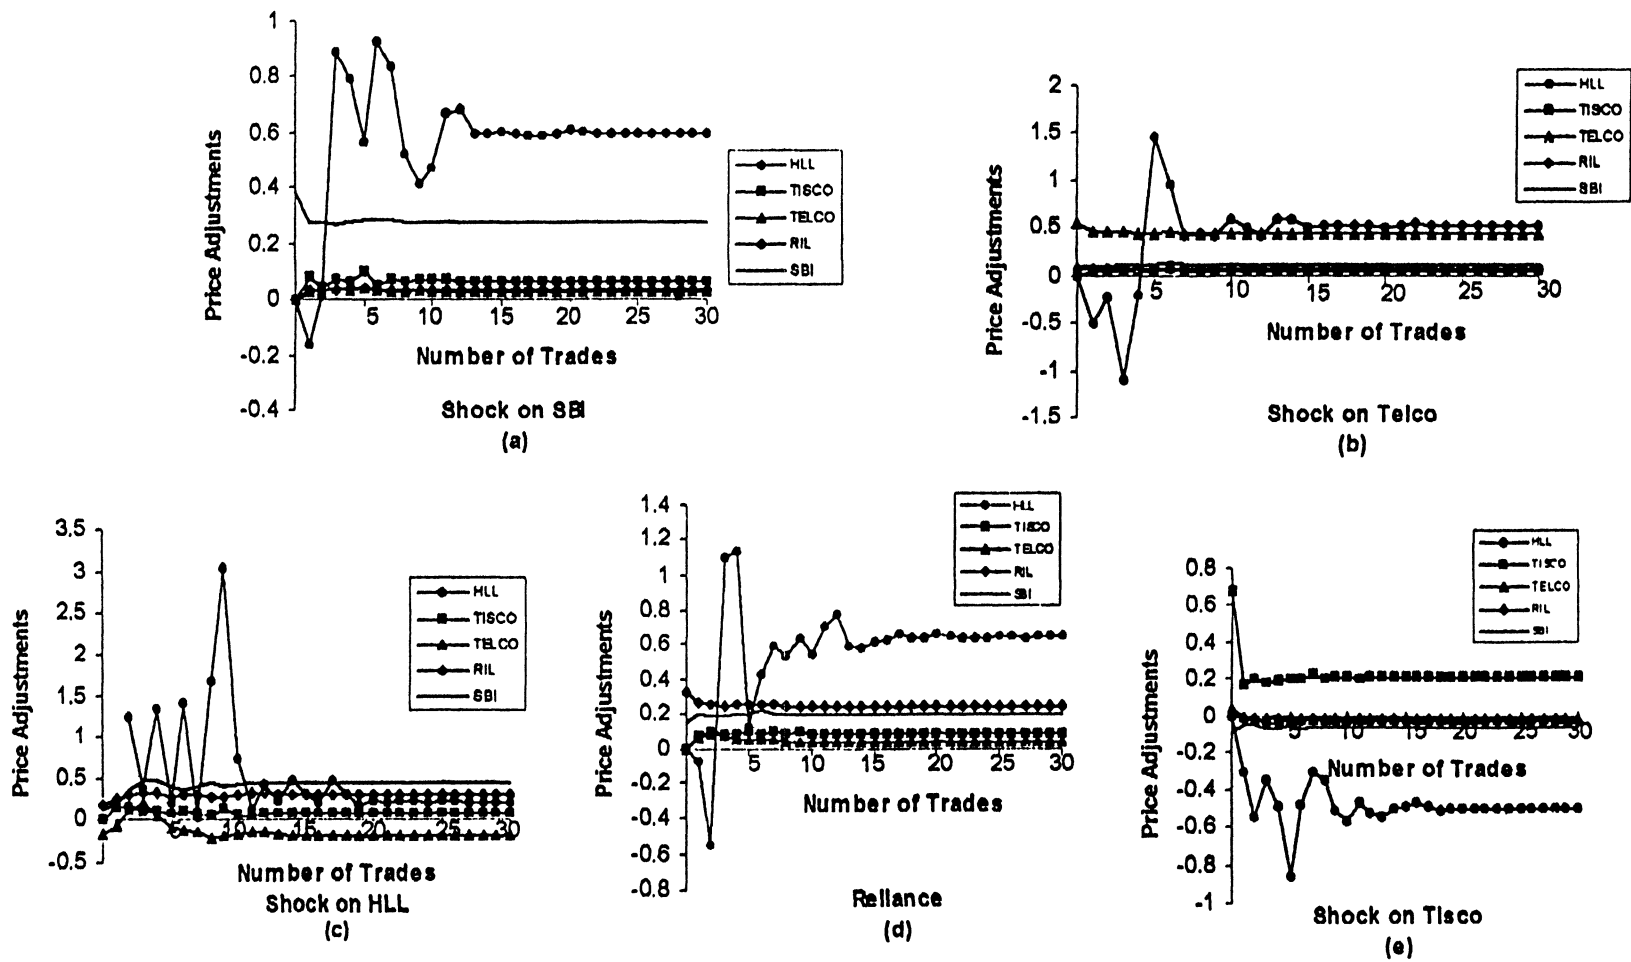 1
0.8
0.6
0.4
0.2
0
-0.2
-0.4
Price Adjustments
5
10
15
20
25
30
Number of Trades
HLL
TISCO
TELCO
RIL
SBI
Shock on SBI
(a)
2
1.5
1
0.5
0
-0.5
-1
-1.5
Price Adjustments
5
10
15
20
25
30
Number of Trades
HLL
TISCO
TELCO
RIL
SBI
Shock on Telco
(b)
3.5
3
2.5
2
1.5
1
0.5
0
-0.5
Price Adjustments
5
10
15
20
25
30
Number of Trades
HLL
TISCO
TELCO
RIL
SBI
Shock on HLL
(c)
1.4
1.2
1
0.8
0.6
0.4
0.2
0
-0.2
-0.4
-0.6
-0.8
Price Adjustments
5
10
15
20
25
30
Number of Trades
HLL
TISCO
TELCO
RIL
SBI
Reliance
(d)
0.8
0.6
0.4
0.2
0
-0.2
-0.4
-0.6
-0.8
-1
Price Adjustments
5
10
15
20
25
30
Number of Trades
HLL
TISCO
TELCO
RIL
SBI
Shock on Tisco
(e)